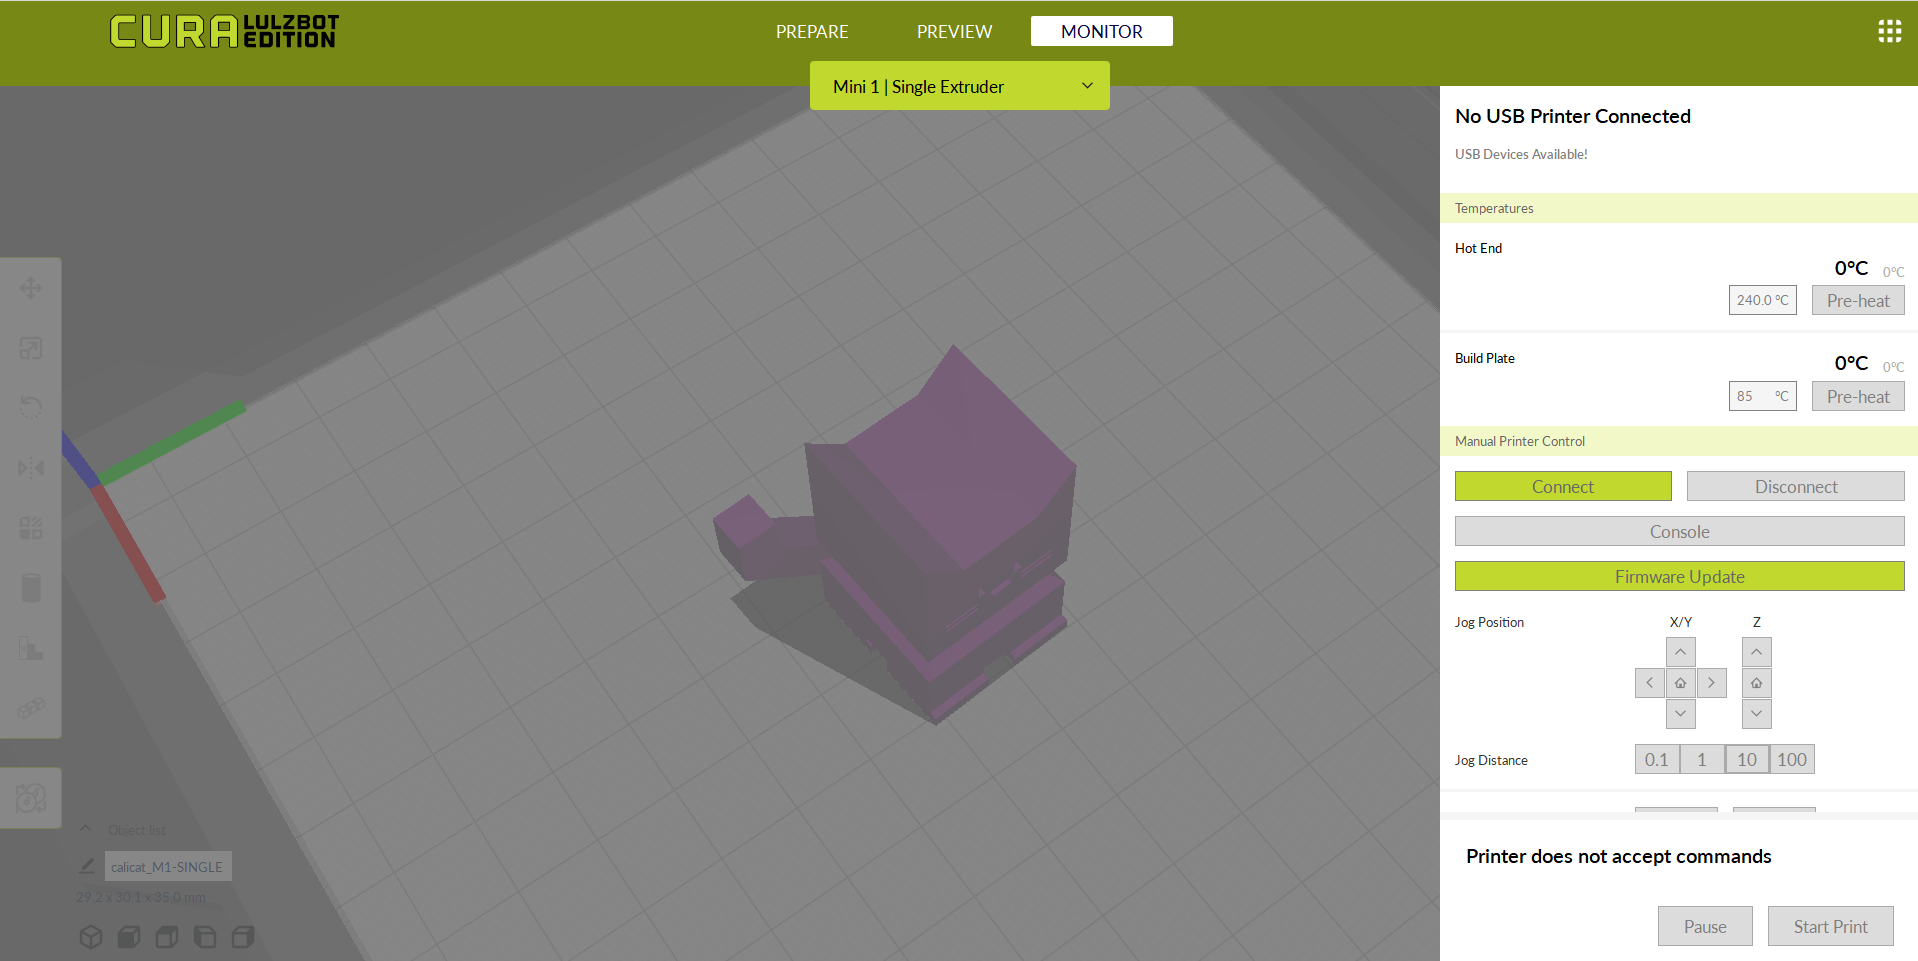 CURA LULZBOT EDITION
PREPARE
PREVIEW
MONITOR
Mini 1 | Single Extruder
No USB Printer Connected
USB Devices Available!
Temperatures
Hot End
0°C 0°C
240.0 °C Pre-heat
Build Plate
0°C 0°C
85 °C Pre-heat
Manual Printer Control
Connect Disconnect
Console
Firmware Update
Jog Position X/Y Z
Jog Distance 0.1 1 10 100
Object list
calicat_M1-SINGLE
29.2 x 30.1 x 35.0 mm
Printer does not accept commands
Pause Start Print